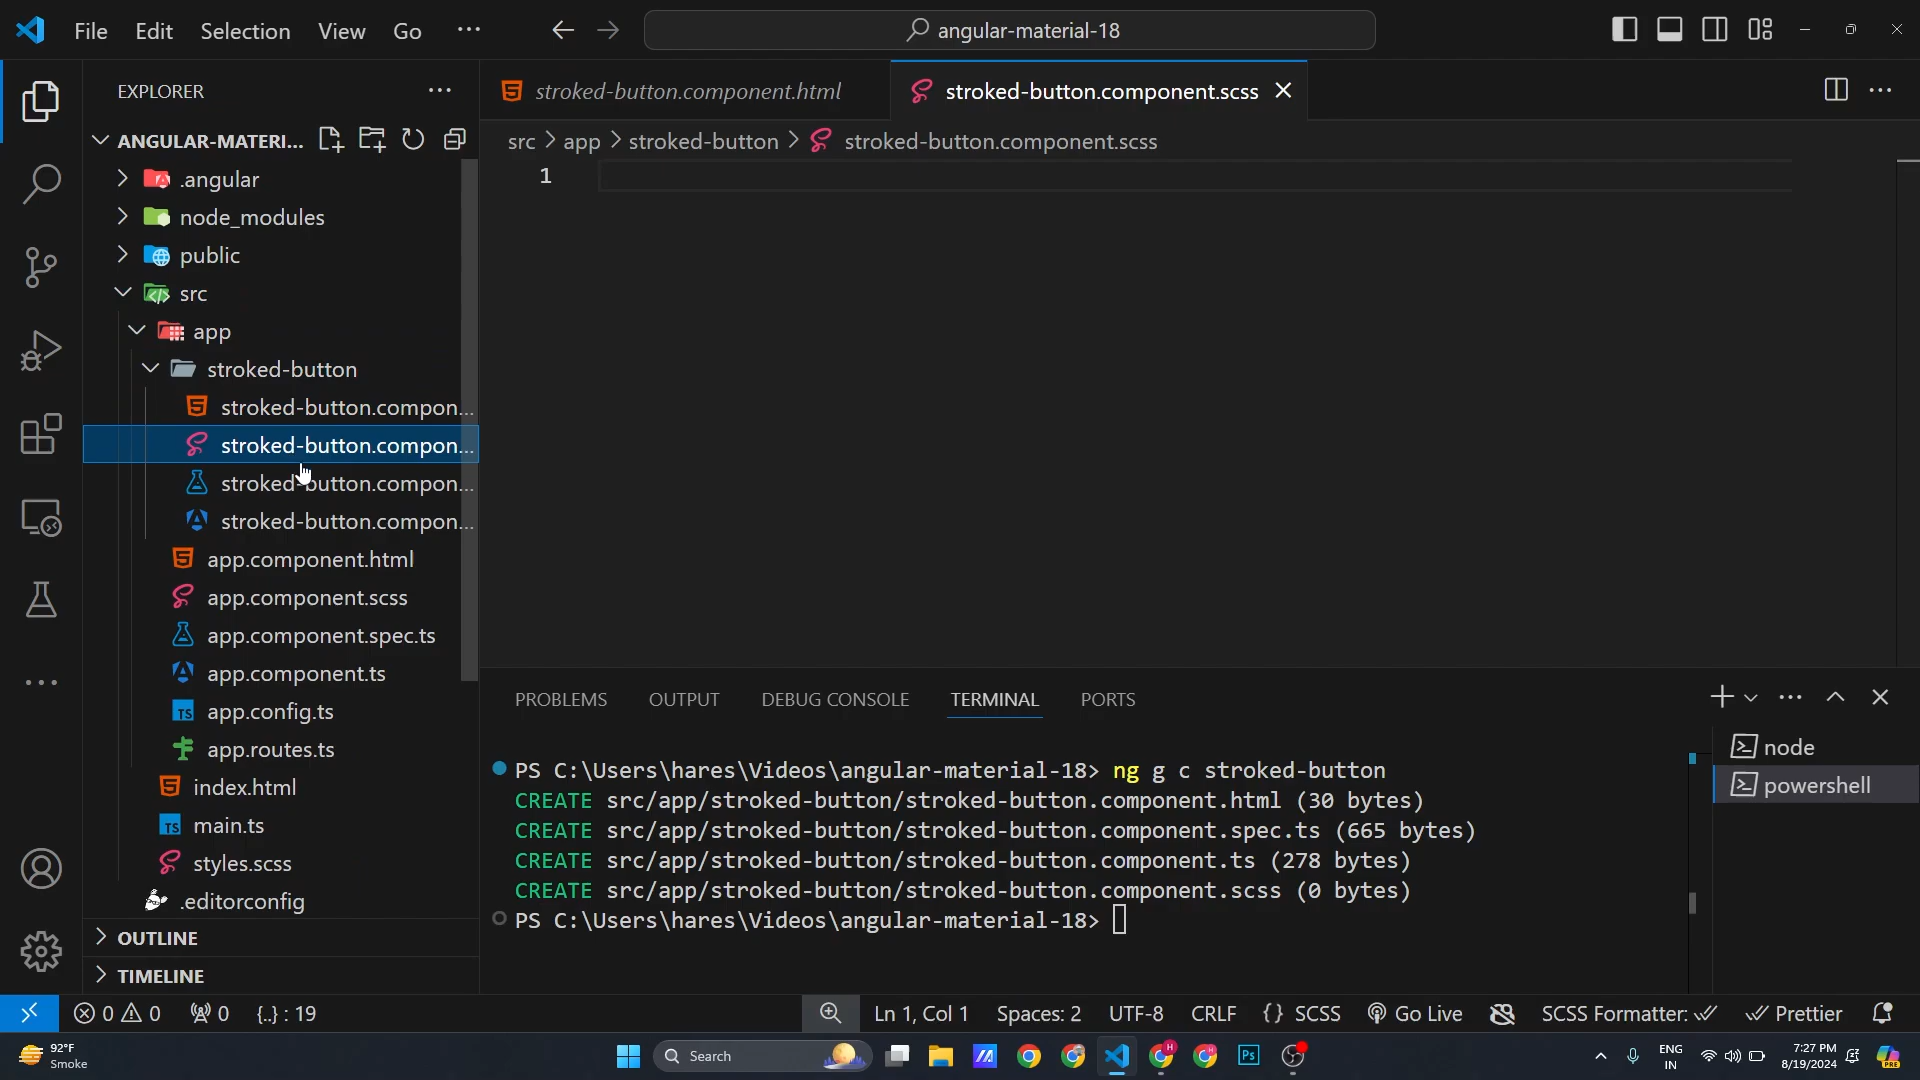 File Edit Selection View Go ...
angular-material-18
EXPLORER
ANGULAR-MATERI...
.angular
node_modules
public
src
app
stroked-button
stroked-button.compon...
stroked-button.compon...
stroked-button.compon...
stroked-button.compon...
app.component.html
app.component.scss
app.component.spec.ts
app.component.ts
app.config.ts
app.routes.ts
index.html
main.ts
styles.scss
.editorconfig
OUTLINE
TIMELINE
stroked-button.component.html
stroked-button.component.scss
src > app > stroked-button > stroked-button.component.scss
1
PROBLEMS OUTPUT DEBUG CONSOLE TERMINAL PORTS
PS C:\Users\hares\Videos\angular-material-18> ng g c stroked-button
CREATE src/app/stroked-button/stroked-button.component.html (30 bytes)
CREATE src/app/stroked-button/stroked-button.component.spec.ts (665 bytes)
CREATE src/app/stroked-button/stroked-button.component.ts (278 bytes)
CREATE src/app/stroked-button/stroked-button.component.scss (0 bytes)
PS C:\Users\hares\Videos\angular-material-18>
node
powershell
0 0 0 {..} : 19 Ln 1, Col 1 Spaces: 2 UTF-8 CRLF {} SCSS Go Live SCSS Formatter: Prettier
92°F
Smoke
Search
Ps
ENG
IN
7:27 PM
8/19/2024